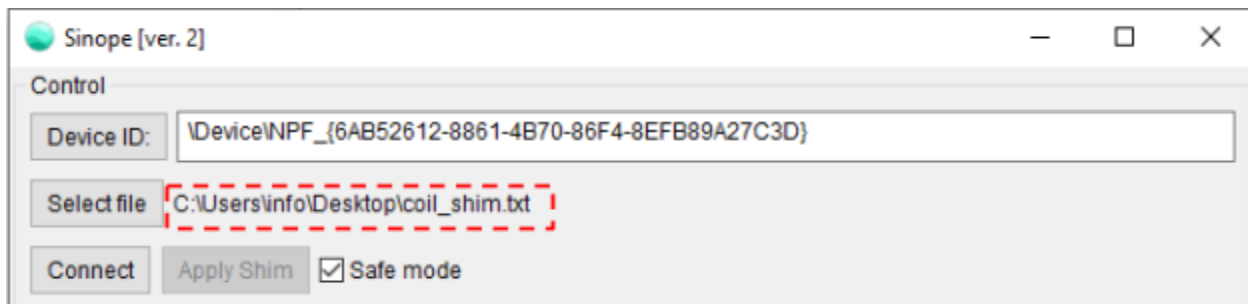 Sinope [ver. 2]
Control
Device ID: \Device\NPF_{6AB52612-8861-4B70-86F4-8EFB89A27C3D}
Select file C:\Users\info\Desktop\coil_shim.txt
Connect Apply Shim Safe mode